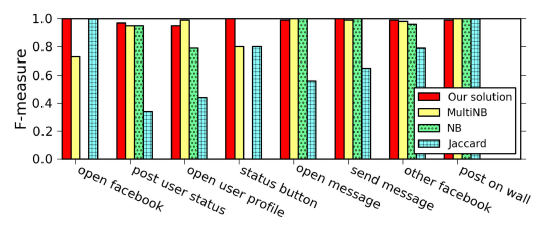 F-measure
1.0
0.8
0.6
0.4
0.2
0.0
Our solution
MultiNB
NB
Jaccard
open facebook
post user status
open user profile
status button
open message
send message
other facebook
post on wall